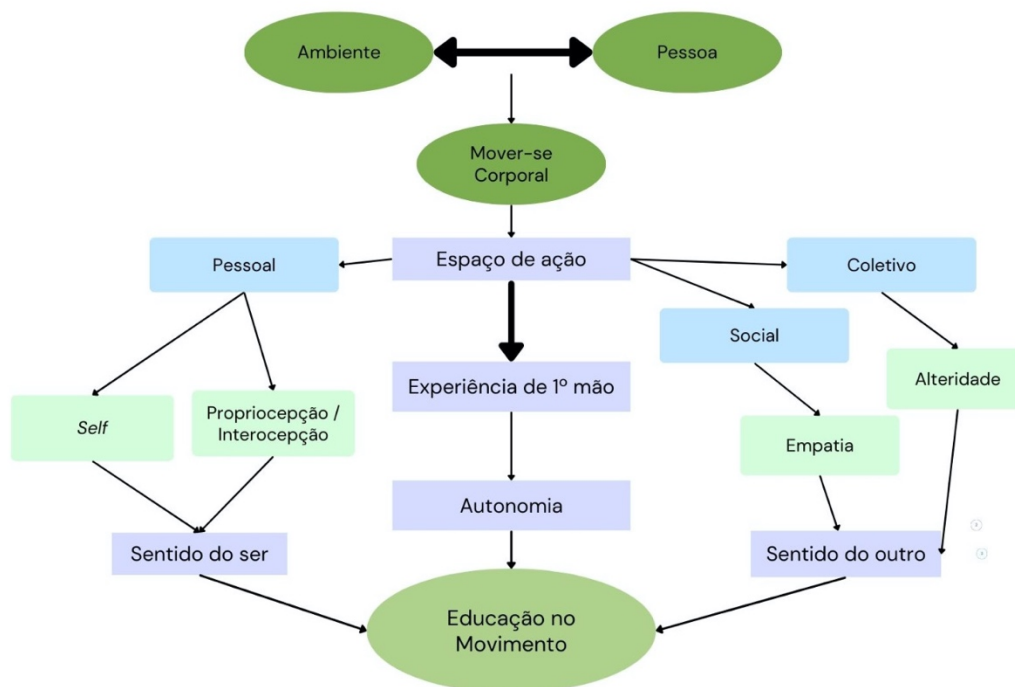 Ambiente
Pessoa
Mover-se
Corporal
Pessoal
Espaço de ação
Coletivo
Social
Experiência de 1º mão
Alteridade
Self
Propriocepção /
Interocepção
Empatia
Autonomia
Sentido do ser
Sentido do outro
Educação no
Movimento